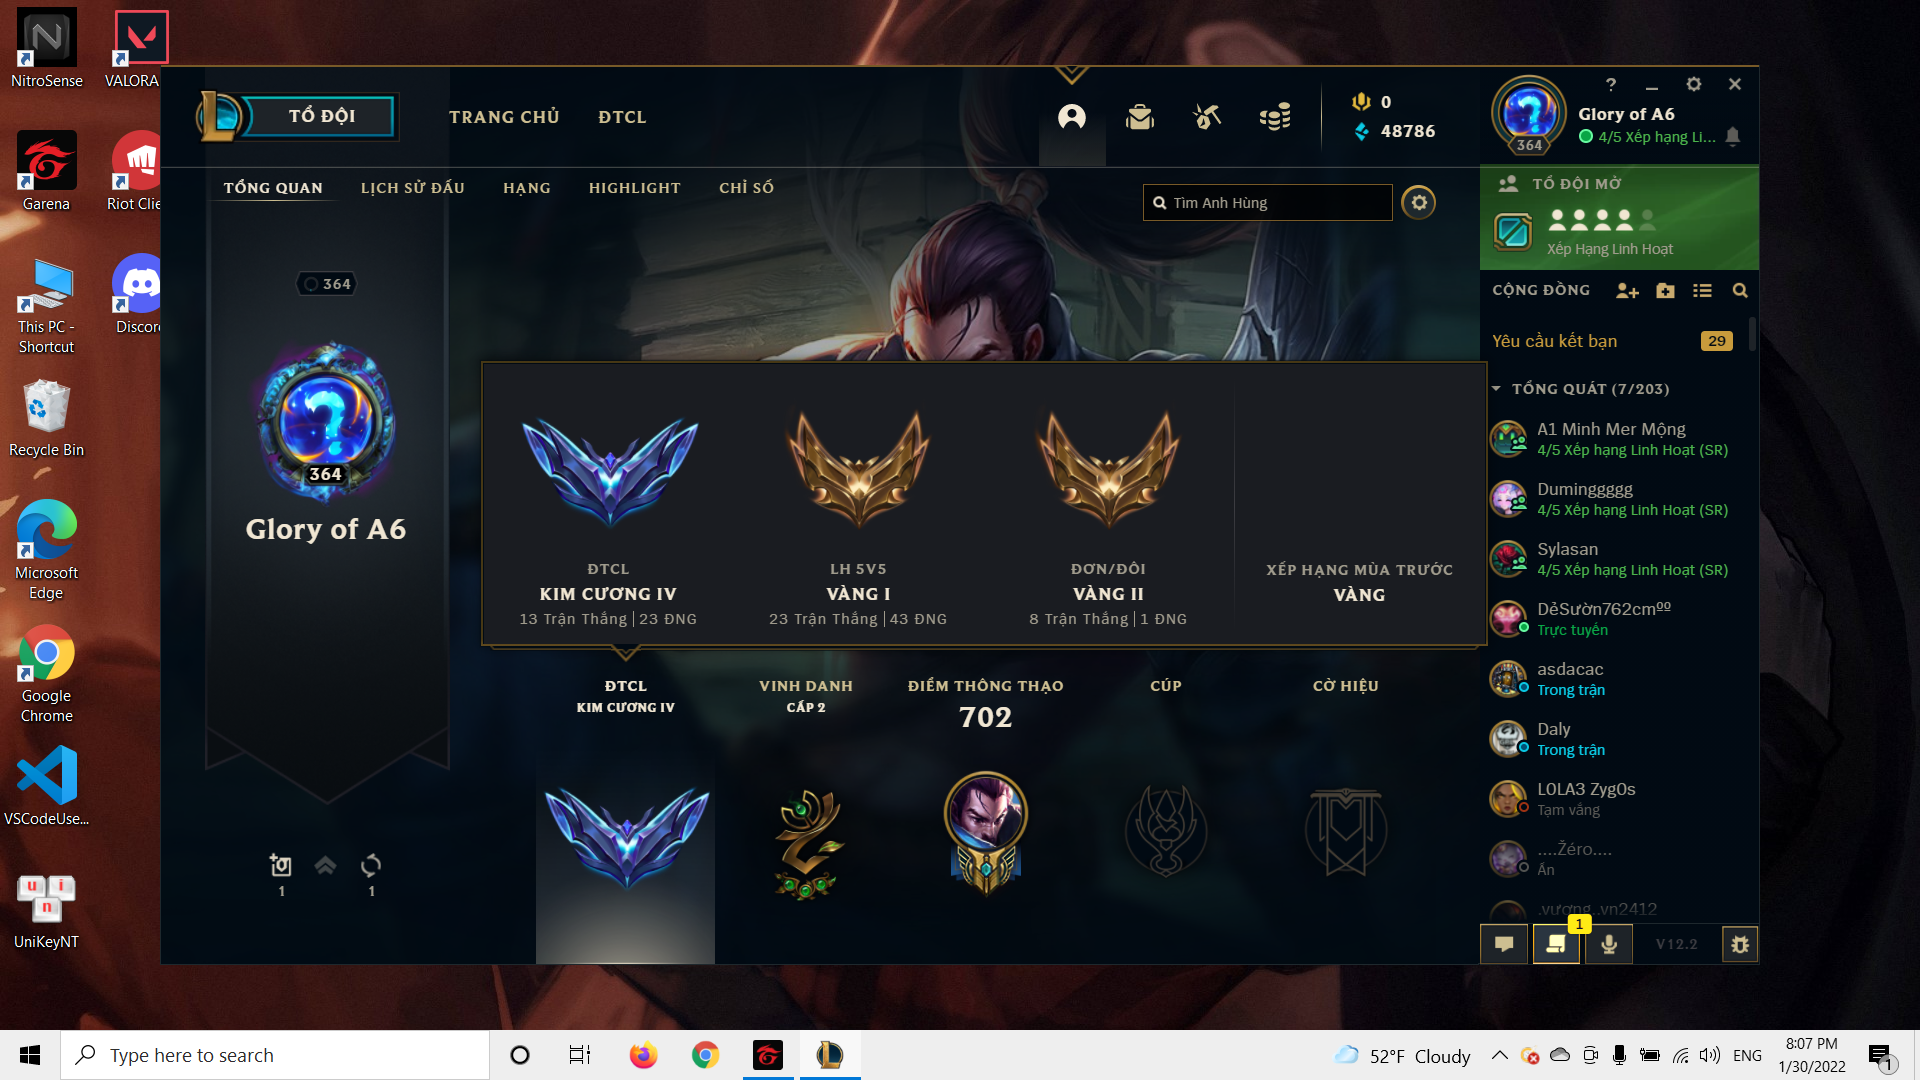 NitroSense
VALORA
Garena
Riot Clie
This PC -
Shortcut
Discor
Recycle Bin
Microsoft
Edge
Google
Chrome
VSCodeUse...
UniKeyNT
TỔ ĐỘI
TRANG CHỦ
ĐTCL
0
48786
364
Glory of A6
4/5 Xếp hạng Li...
TỔNG QUAN
LỊCH SỬ ĐẤU
HẠNG
HIGHLIGHT
CHỈ SỐ
Tìm Anh Hùng
364
364
Glory of A6
1
1
ĐTCL
KIM CƯƠNG IV
13 Trận Thắng | 23 ĐNG
LH 5V5
VÀNG I
23 Trận Thắng | 43 ĐNG
ĐƠN/ĐÔI
VÀNG II
8 Trận Thắng | 1 ĐNG
XẾP HẠNG MÙA TRƯỚC
VÀNG
ĐTCL
KIM CƯƠNG IV
VINH DANH
CẤP 2
ĐIỂM THÔNG THẠO
702
CÚP
CỜ HIỆU
TỔ ĐỘI MỞ
Xếp Hạng Linh Hoạt
CỘNG ĐỒNG
Yêu cầu kết bạn
29
TỔNG QUÁT (7/203)
A1 Minh Mer Mộng
4/5 Xếp hạng Linh Hoạt (SR)
Duminggggg
4/5 Xếp hạng Linh Hoạt (SR)
Sylasan
4/5 Xếp hạng Linh Hoạt (SR)
DẻSườn762cmºº
Trực tuyến
asdacac
Trong trận
Daly
Trong trận
LOLA3 Zyg0s
Tạm vắng
....Žéro....
Ẩn
.vương..vn2412
1
V12.2
Type here to search
52°F Cloudy
ENG
8:07 PM
1/30/2022
1